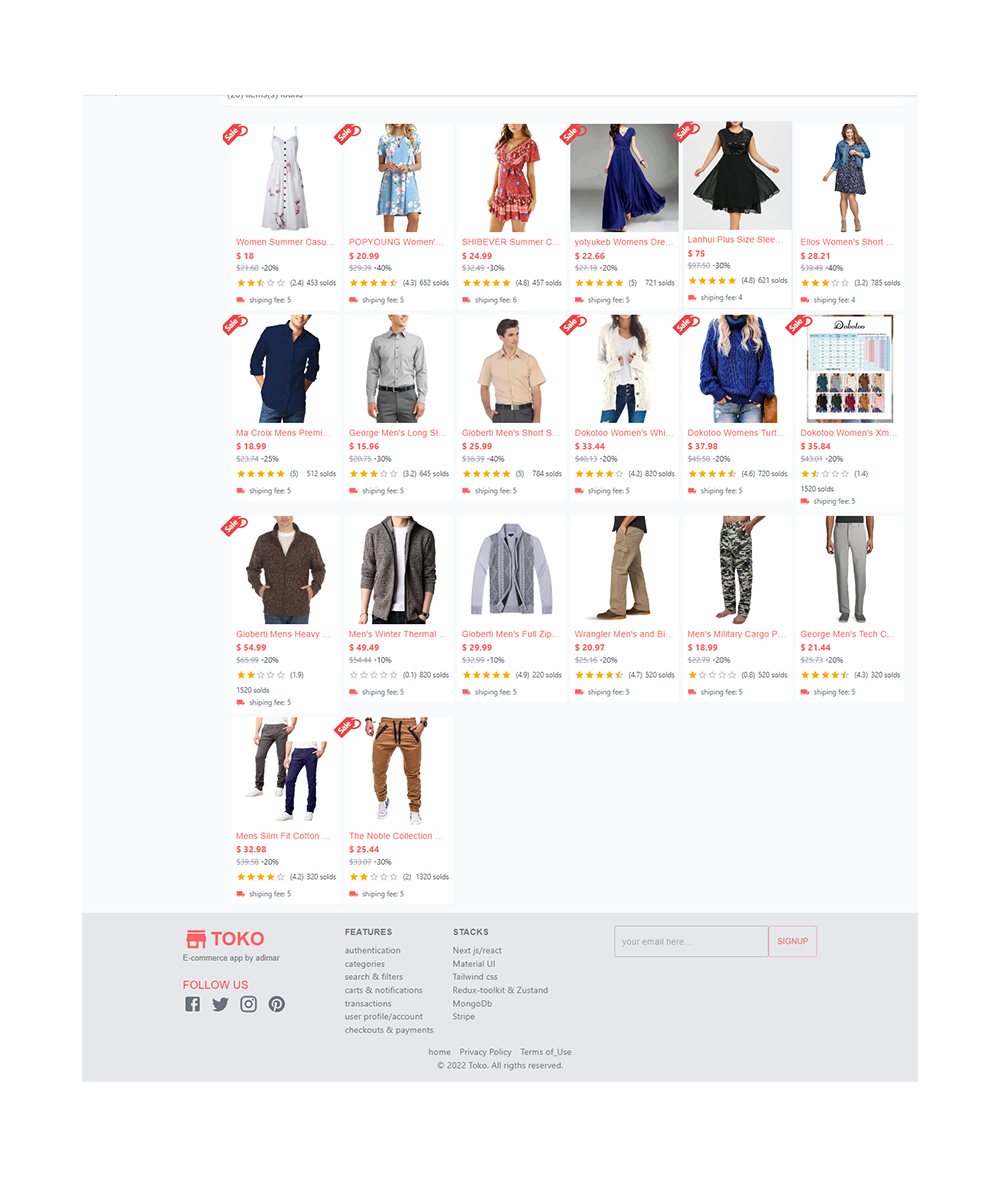 (20) items(s) found
Sale Sale Sale Sale
Women Summer Casu... POPYOUNG Women'... SHIBEVER Summer C... yotyukeb Womens Dre... Lanhui Plus Size Slee... Ellos Women's Short ...
$ 18 $ 20.99 $ 24.99 $ 22.66 $ 75 $ 28.21
$21.60 -20% $29.39 -40% $32.49 -30% $27.19 -20% $97.50 -30% $39.49 -40%
(2.4) 453 solds (4.3) 652 solds (4.8) 457 solds (5) 721 solds (4.8) 621 solds (3.2) 785 solds
shiping fee: 5 shiping fee: 5 shiping fee: 6 shiping fee: 5 shiping fee: 4 shiping fee: 4
Sale Sale Sale Sale Dokotoo
Ma Croix Mens Premi... George Men's Long Sl... Gioberti Men's Short S... Dokotoo Women's Whi... Dokotoo Womens Turt... Dokotoo Women's Xm...
$ 18.99 $ 15.96 $ 25.99 $ 33.44 $ 37.98 $ 35.84
$23.74 -25% $20.75 -30% $36.39 -40% $40.13 -20% $45.50 -20% $43.01 -20%
(5) 512 solds (3.2) 645 solds (5) 784 solds (4.2) 820 solds (4.6) 720 solds (1.4)
1520 solds
shiping fee: 5 shiping fee: 5 shiping fee: 5 shiping fee: 5 shiping fee: 5 shiping fee: 5
Sale
Gioberti Mens Heavy ... Men's Winter Thermal ... Gioberti Men's Full Zip... Wrangler Men's and Bi... Men's Military Cargo P... George Men's Tech C...
$ 54.99 $ 49.49 $ 29.99 $ 20.97 $ 18.99 $ 21.44
$65.99 -20% $54.44 -10% $32.99 -10% $25.16 -20% $22.79 -20% $25.73 -20%
(1.9) (0.1) 820 solds (4.9) 220 solds (4.7) 520 solds (0.8) 520 solds (4.3) 320 solds
1520 solds
shiping fee: 5 shiping fee: 5 shiping fee: 5 shiping fee: 5 shiping fee: 5 shiping fee: 5
Sale
Mens Slim Fit Cotton ... The Noble Collection ...
$ 32.98 $ 25.44
$39.58 -20% $33.07 -30%
(4.2) 320 solds (2) 1320 solds
shiping fee: 5 shiping fee: 5
TOKO
E-commerce app by adimar
FOLLOW US
FEATURES
authentication
categories
search & filters
carts & notifications
transactions
user profile/account
checkouts & payments
STACKS
Next js/react
Material UI
Tailwind css
Redux-toolkit & Zustand
MongoDb
Stripe
your email here... SIGNUP
home Privacy Policy Terms of_Use
© 2022 Toko. All rigths reserved.